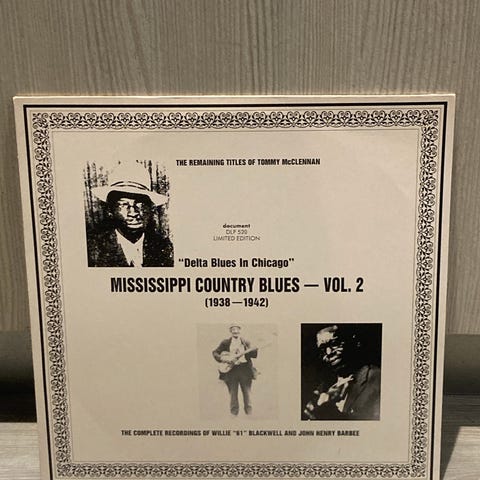 THE REMAINING TITLES OF TOMMY McCLENNAN
document
DLP 520
LIMITED EDITION
"Delta Blues In Chicago"
MISSISSIPPI COUNTRY BLUES — VOL. 2
(1938—1942)
THE COMPLETE RECORDINGS OF WILLIE "61" BLACKWELL AND JOHN HENRY BARBEE